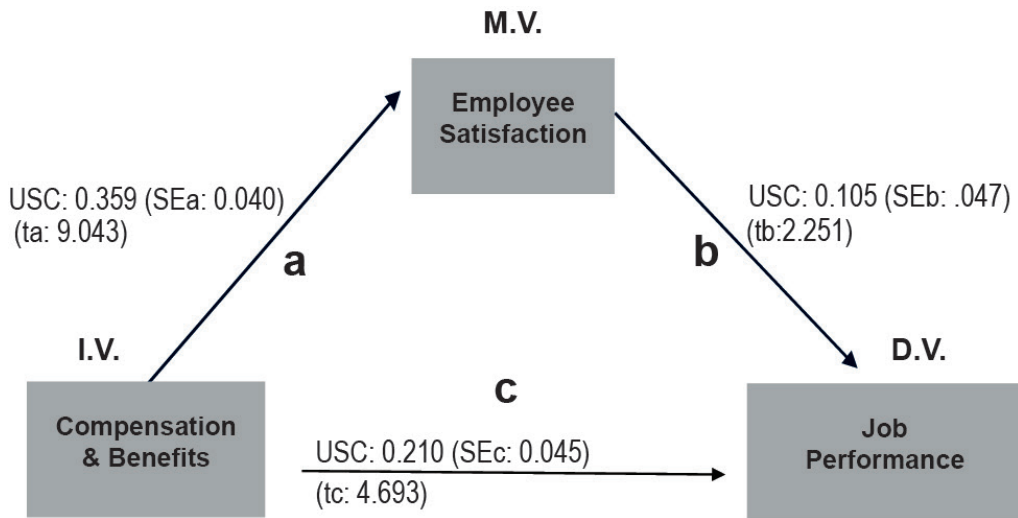 M.V.
Employee
Satisfaction
USC: 0.359 (SEa: 0.040)
(ta: 9.043)
a
USC: 0.105 (SEb: .047)
(tb:2.251)
b
I.V.
Compensation
& Benefits
c
USC: 0.210 (SEc: 0.045)
(tc: 4.693)
D.V.
Job
Performance